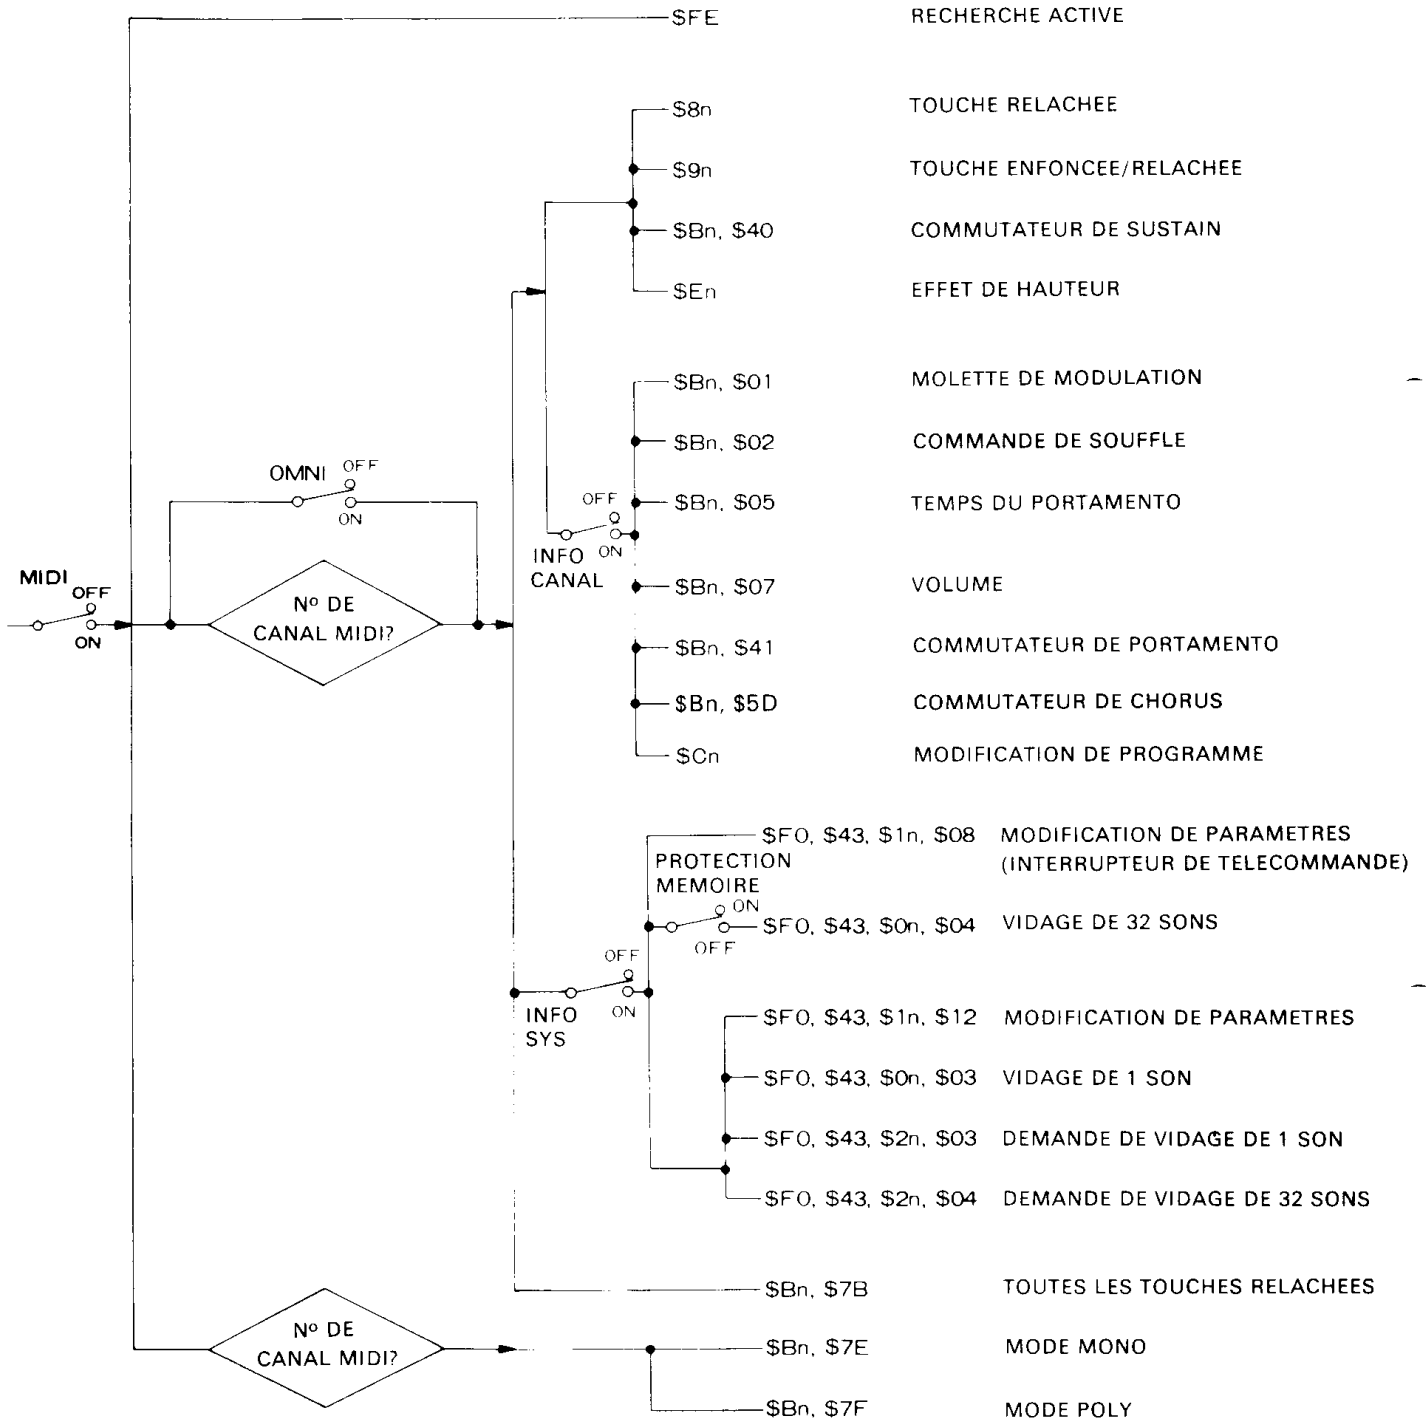 $FE RECHERCHE ACTIVE
$8n TOUCHE RELACHEE
$9n TOUCHE ENFONCEE/RELACHEE
$Bn, $40 COMMUTATEUR DE SUSTAIN
$En EFFET DE HAUTEUR
$Bn, $01 MOLETTE DE MODULATION
$Bn, $02 COMMANDE DE SOUFFLE
OMNI OFF
ON
$Bn, $05 TEMPS DU PORTAMENTO
OFF
ON
INFO
CANAL
MIDI
OFF
ON
Nº DE
CANAL MIDI?
$Bn, $07 VOLUME
$Bn, $41 COMMUTATEUR DE PORTAMENTO
$Bn, $5D COMMUTATEUR DE CHORUS
$Cn MODIFICATION DE PROGRAMME
$F0, $43, $1n, $08 MODIFICATION DE PARAMETRES
(INTERRUPTEUR DE TELECOMMANDE)
PROTECTION
MEMOIRE
ON
OFF
$F0, $43, $0n, $04 VIDAGE DE 32 SONS
OFF
ON
INFO
SYS
$F0, $43, $1n, $12 MODIFICATION DE PARAMETRES
$F0, $43, $0n, $03 VIDAGE DE 1 SON
$F0, $43, $2n, $03 DEMANDE DE VIDAGE DE 1 SON
$F0, $43, $2n, $04 DEMANDE DE VIDAGE DE 32 SONS
$Bn, $7B TOUTES LES TOUCHES RELACHEES
Nº DE
CANAL MIDI?
$Bn, $7E MODE MONO
$Bn, $7F MODE POLY